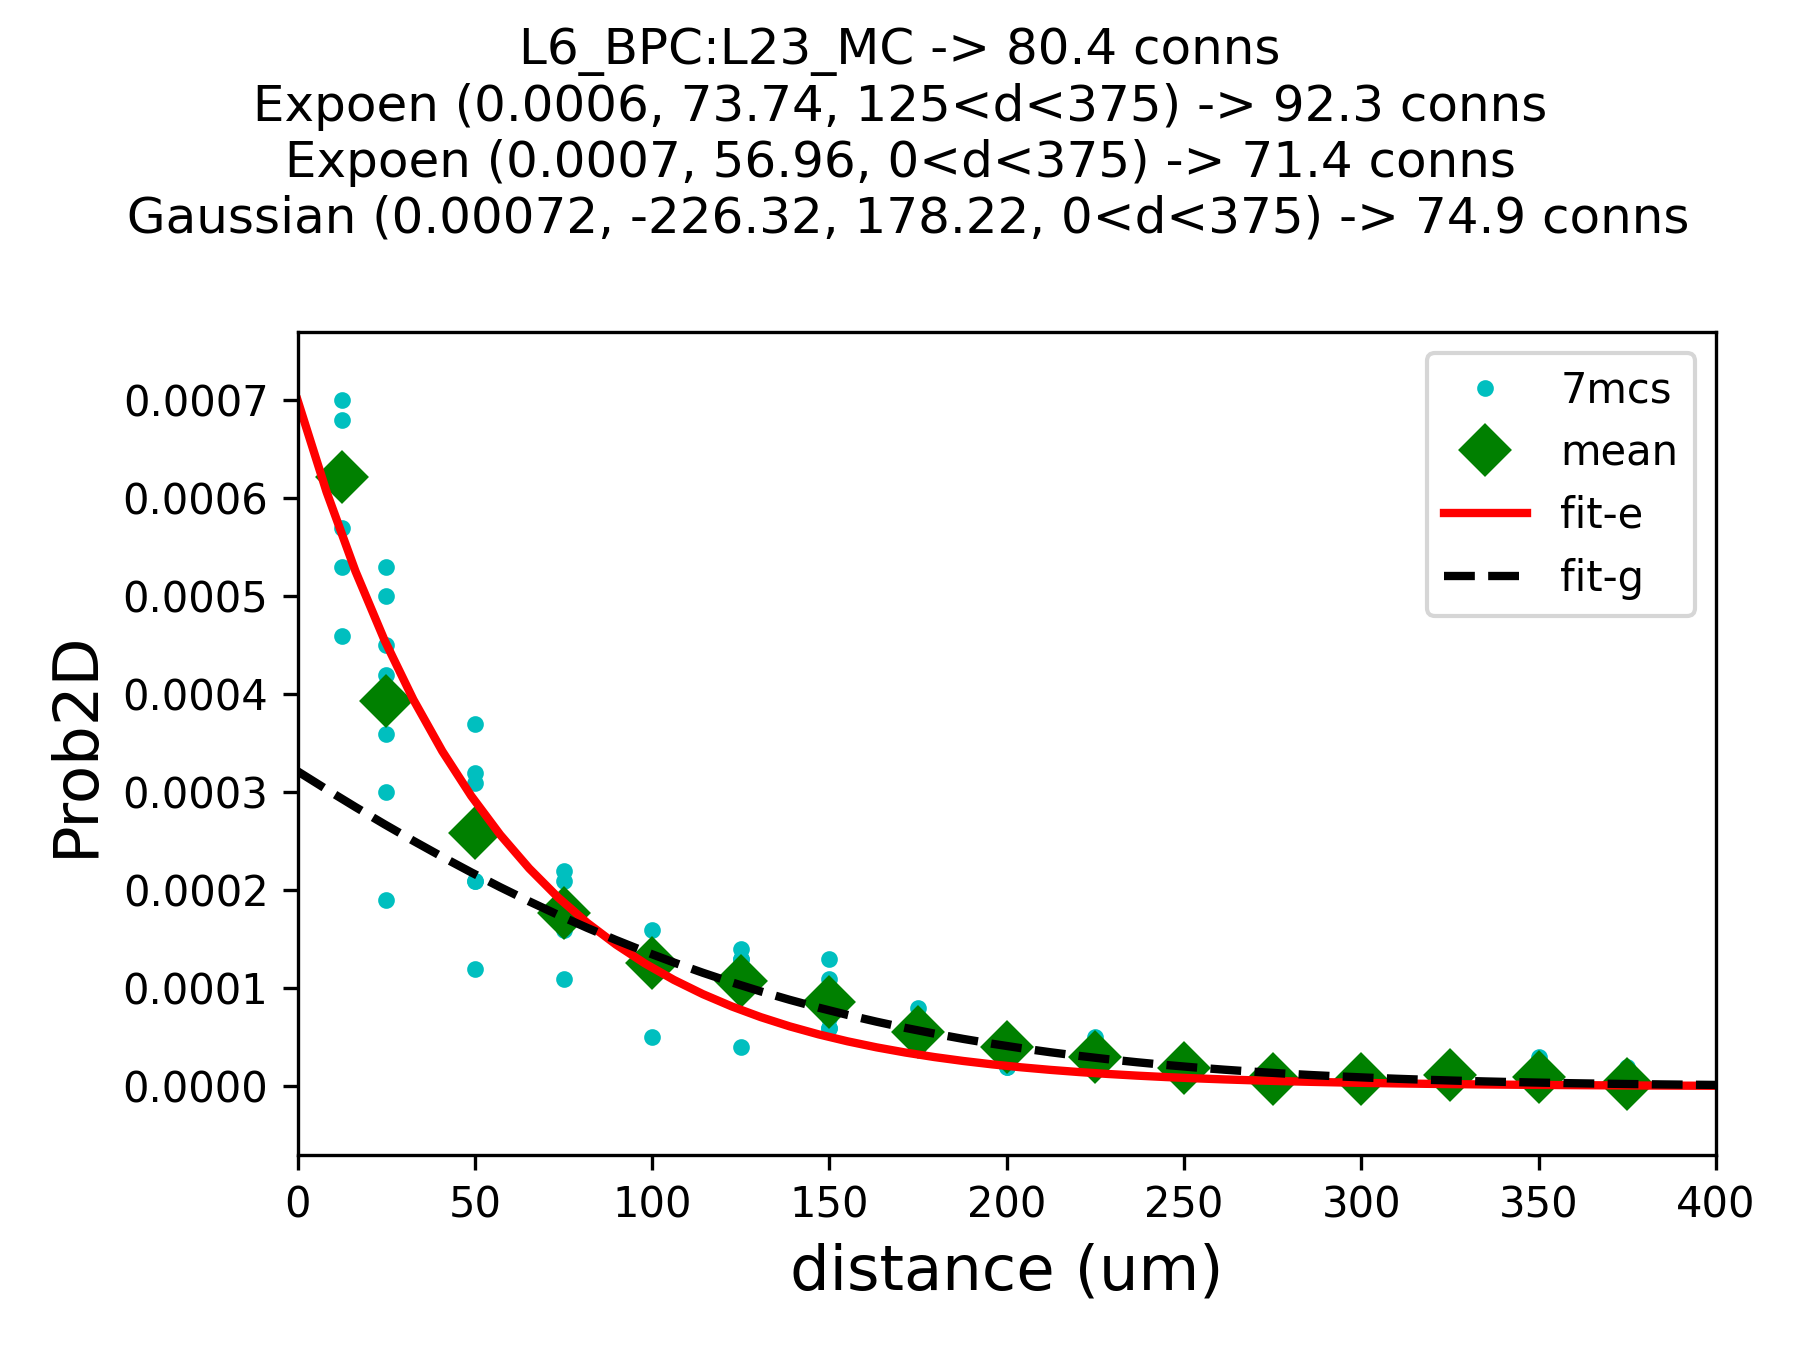 L6_BPC:L23_MC -> 80.4 conns
Expoen (0.0006, 73.74, 125<d<375) -> 92.3 conns
Expoen (0.0007, 56.96, 0<d<375) -> 71.4 conns
Gaussian (0.00072, -226.32, 178.22, 0<d<375) -> 74.9 conns
7mcs
mean
fit-e
fit-g
Prob2D
0.0007
0.0006
0.0005
0.0004
0.0003
0.0002
0.0001
0.0000
0 50 100 150 200 250 300 350 400
distance (um)